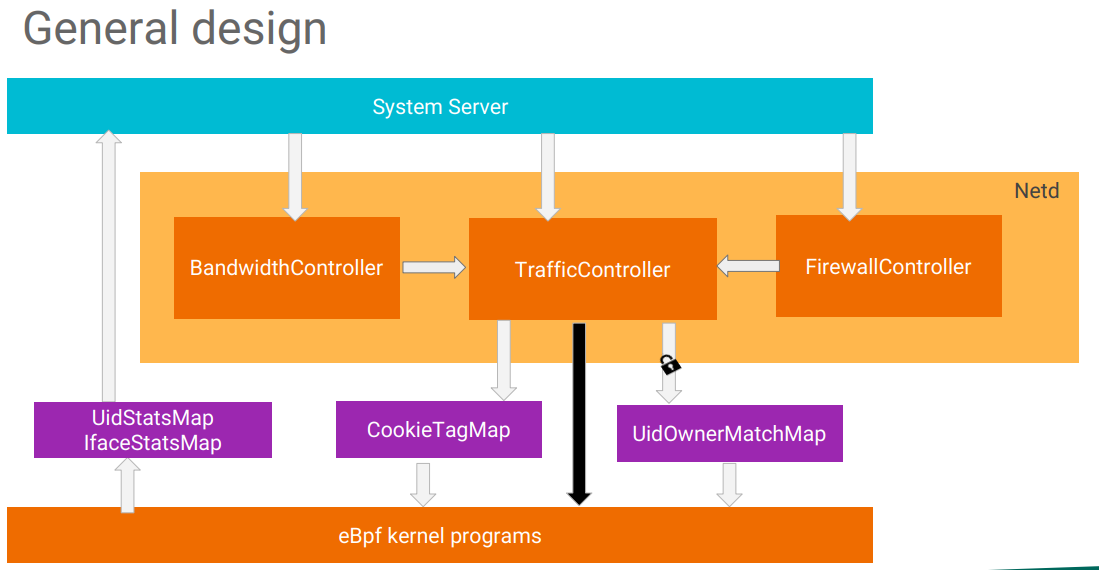 General design
System Server
Netd
BandwidthController
TrafficController
FirewallController
UidStatsMap
IfaceStatsMap
CookieTagMap
UidOwnerMatchMap
eBpf kernel programs